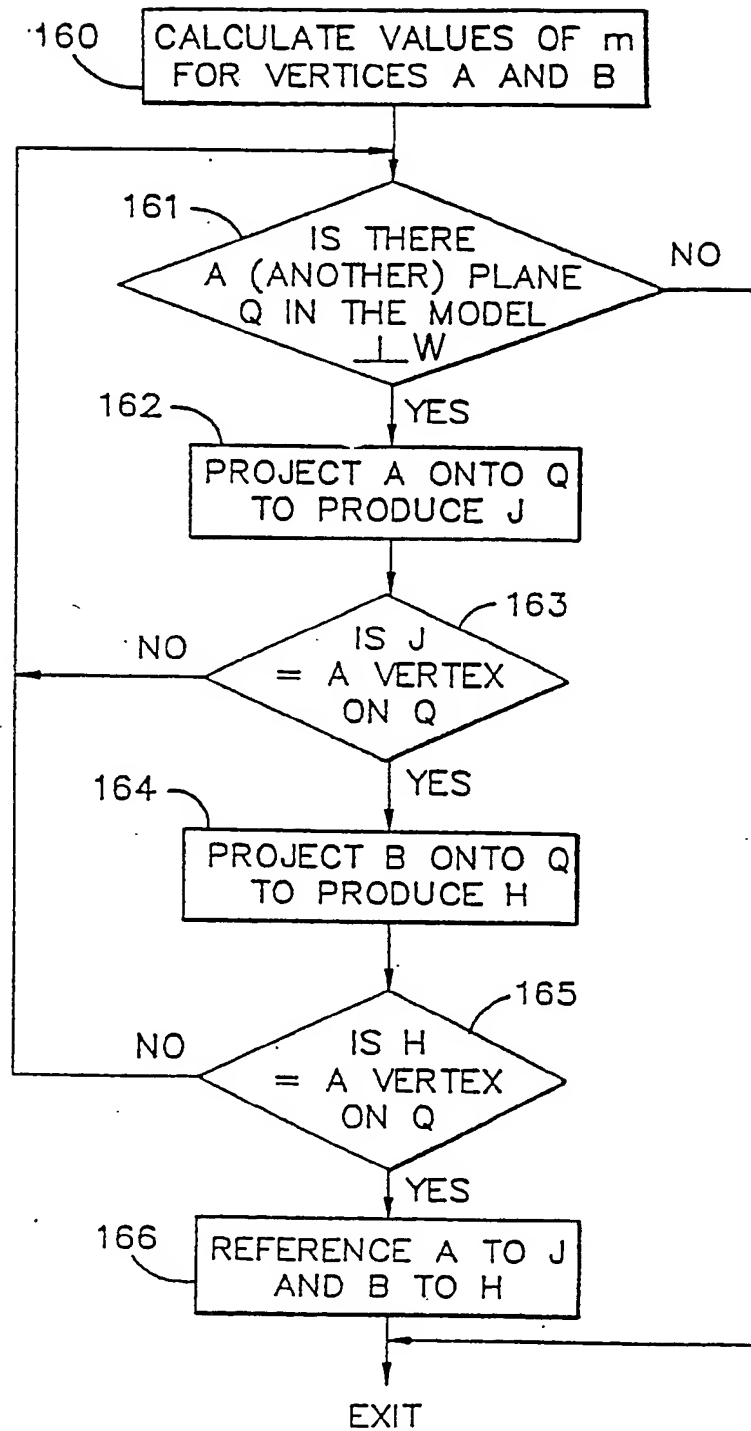 160
CALCULATE VALUES OF m
FOR VERTICES A AND B
161
IS THERE
A (ANOTHER) PLANE
Q IN THE MODEL
⊥ W
NO
YES
162
PROJECT A ONTO Q
TO PRODUCE J
163
IS J
= A VERTEX
ON Q
NO
YES
164
PROJECT B ONTO Q
TO PRODUCE H
165
IS H
= A VERTEX
ON Q
NO
YES
166
REFERENCE A TO J
AND B TO H
EXIT